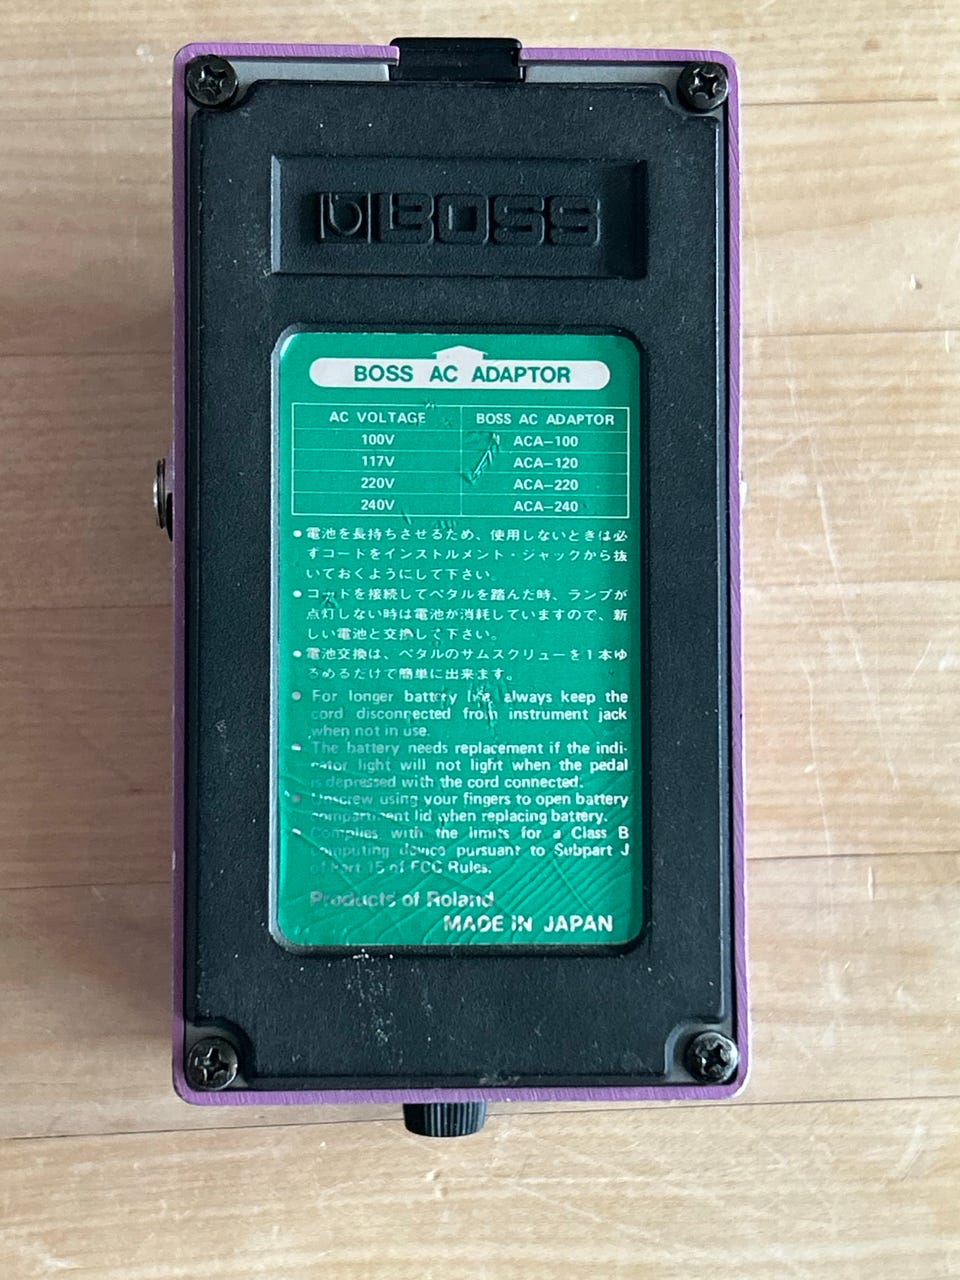 BOSS
BOSS AC ADAPTOR
AC VOLTAGE BOSS AC ADAPTOR
100V ACA-100
117V ACA-120
220V ACA-220
240V ACA-240
●電池を長持ちさせるため、使用しないときは必
ずコードをインストルメント・ジャックから抜
いておくようにして下さい。
●コードを接続してペタルを踏んだ時、ランプが
点灯しない時は電池が消耗していますので、新
しい電池と交換して下さい。
●電池交換は、ペタルのサムスクリューを1本ゆ
るめるだけで簡単に出来ます。
● For longer battery life always keep the
cord disconnected from instrument jack
when not in use.
● The battery needs replacement if the indi-
cator light will not light when the pedal
is depressed with the cord connected.
● Unscrew using your fingers to open battery
compartment lid when replacing battery.
● Complies with the limits for a Class B
computing device pursuant to Subpart J
of Part 15 of FCC Rules.
Products of Roland
MADE IN JAPAN